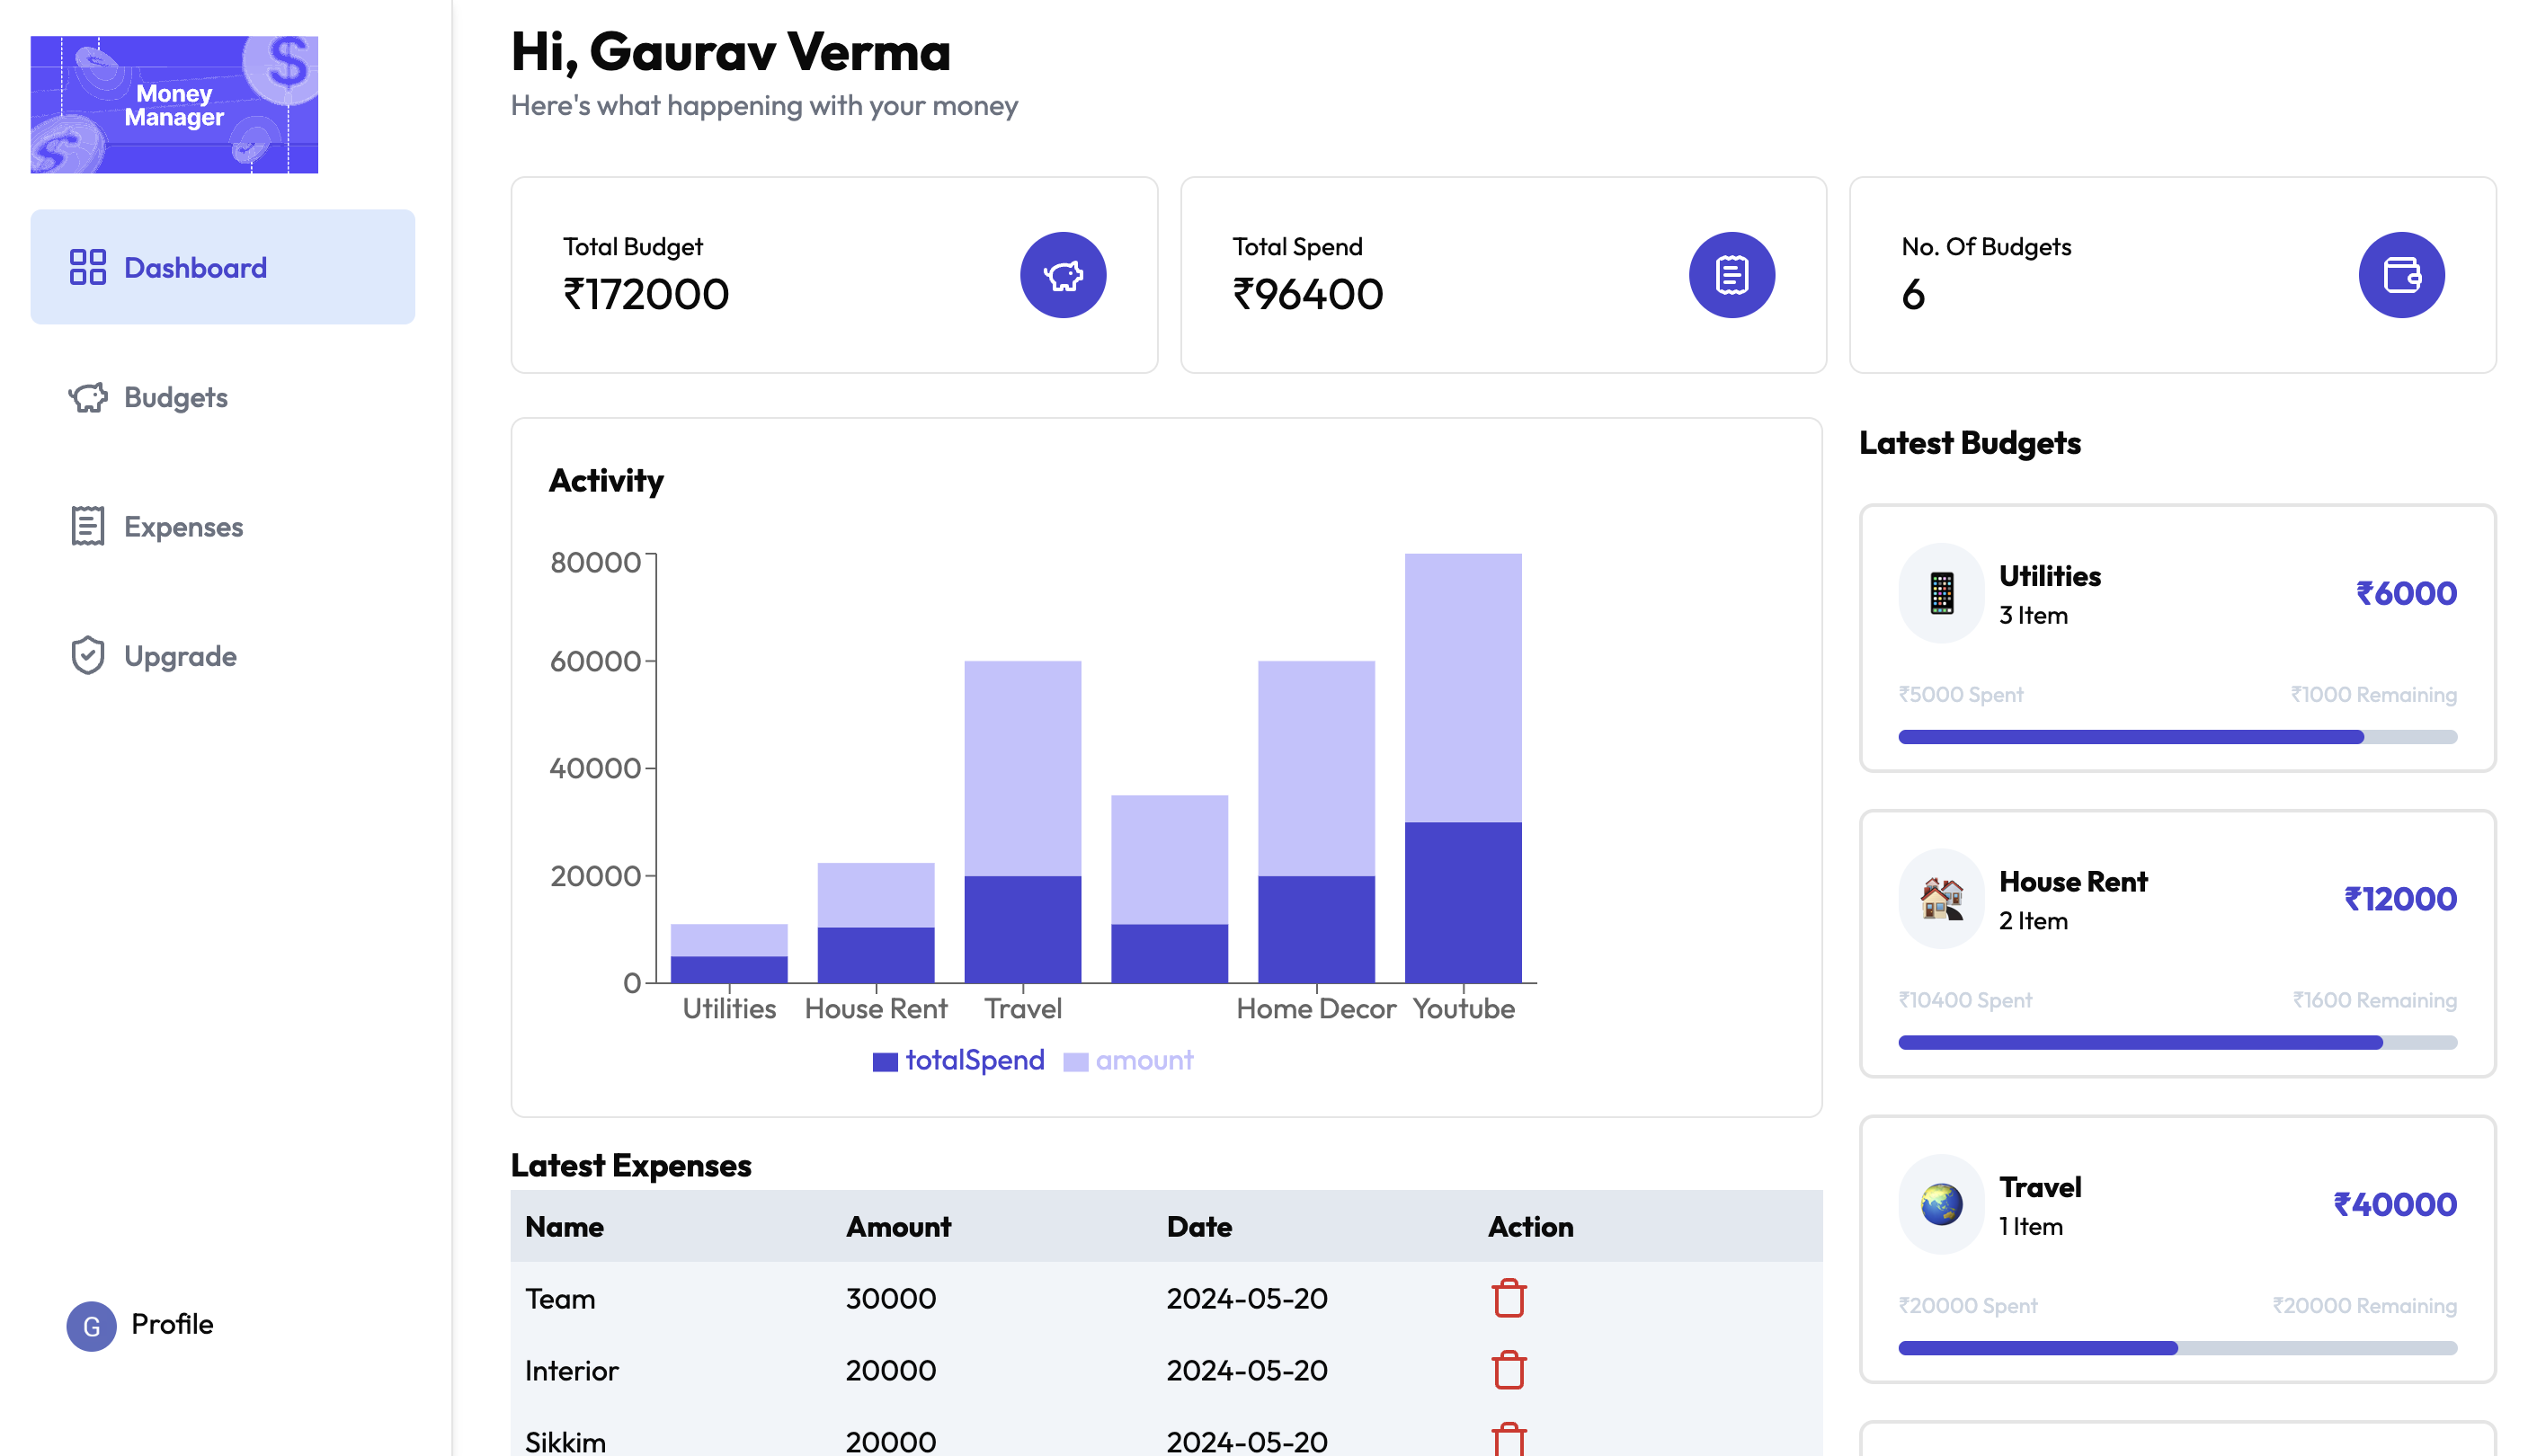 Money
Manager
Dashboard
Budgets
Expenses
Upgrade
G Profile
Hi, Gaurav Verma
Here's what happening with your money
Total Budget
₹172000
Total Spend
₹96400
No. Of Budgets
6
Activity
80000
60000
40000
20000
0
Utilities House Rent Travel Home Decor Youtube
totalSpend amount
Latest Expenses
Name Amount Date Action
Team 30000 2024-05-20
Interior 20000 2024-05-20
Sikkim 20000 2024-05-20
Latest Budgets
Utilities
3 Item
₹6000
₹5000 Spent ₹1000 Remaining
House Rent
2 Item
₹12000
₹10400 Spent ₹1600 Remaining
Travel
1 Item
₹40000
₹20000 Spent ₹20000 Remaining